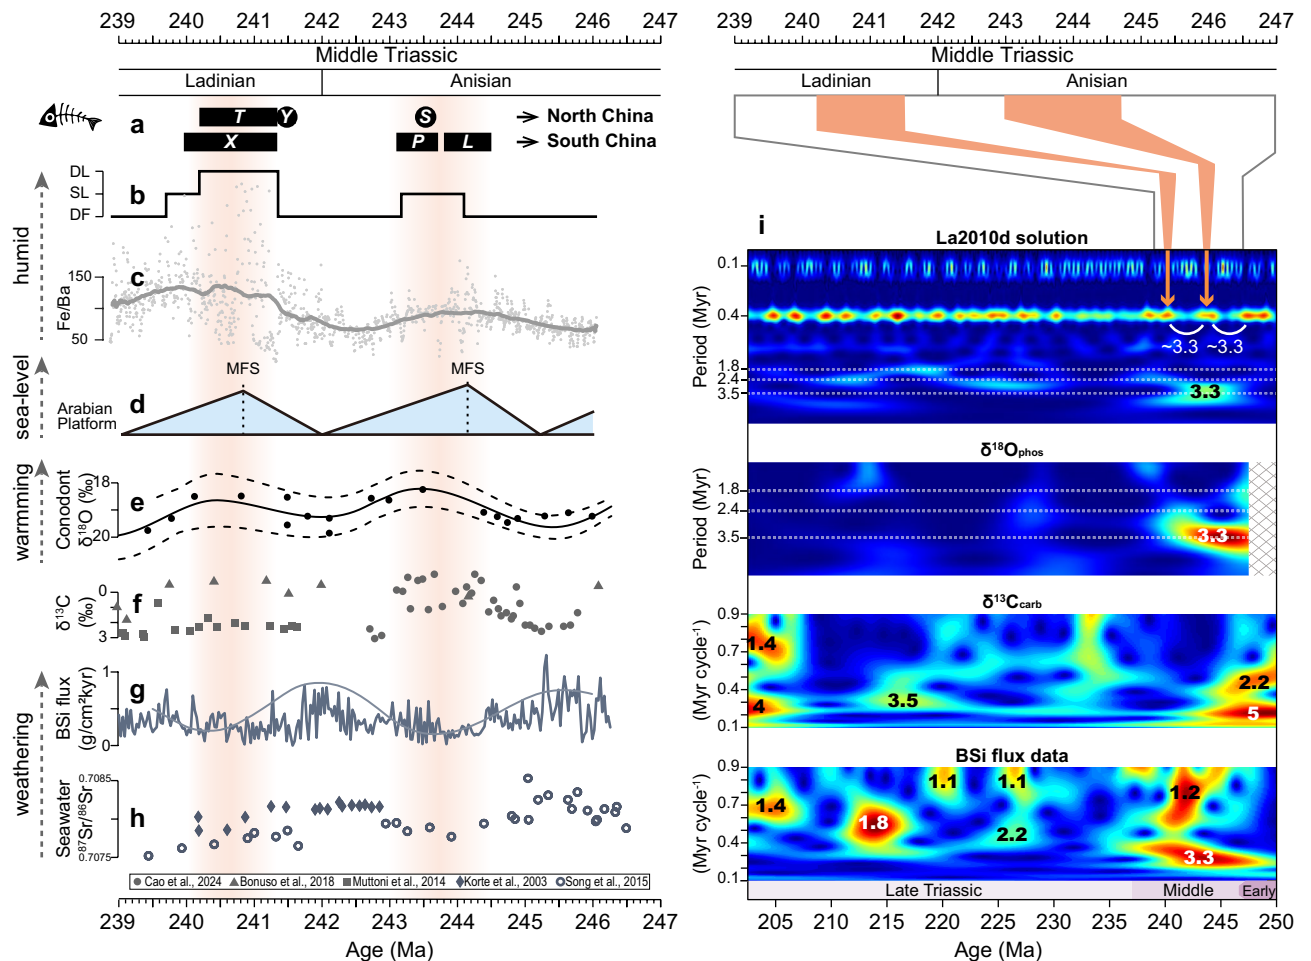 239 240 241 242 243 244 245 246 247
Middle Triassic
Ladinian Anisian
a
T Y S → North China
X P L → South China
humid
DL
SL
DF
b
c
Fe/Ba
150
50
sea-level
Arabian
Platform
d
MFS MFS
warmming
Conodont
δ18O (‰)
18
20
e
δ13C
(‰)
0
3
f
weathering
BSi flux
(g/cm²kyr)
1
0
g
Seawater
87Sr/86Sr
0.7085
0.7075
h
Cao et al., 2024 Bonuso et al., 2018 Muttoni et al., 2014 Korte et al., 2003 Song et al., 2015
239 240 241 242 243 244 245 246 247
Age (Ma)
239 240 241 242 243 244 245 246 247
Middle Triassic
Ladinian Anisian
i
La2010d solution
Period (Myr)
0.1
0.4
1.8
2.4
3.5
~3.3 ~3.3
3.3
δ18Ophos
Period (Myr)
1.8
2.4
3.5
3.3
δ13Ccarb
(Myr cycle-1)
0.9
0.7
0.4
0.1
1.4
4
3.5
2.2
5
BSi flux data
(Myr cycle-1)
0.9
0.7
0.4
0.1
1.4
1.8
1.1
1.1
2.2
1.2
3.3
Late Triassic Middle Early
205 210 215 220 225 230 235 240 245 250
Age (Ma)